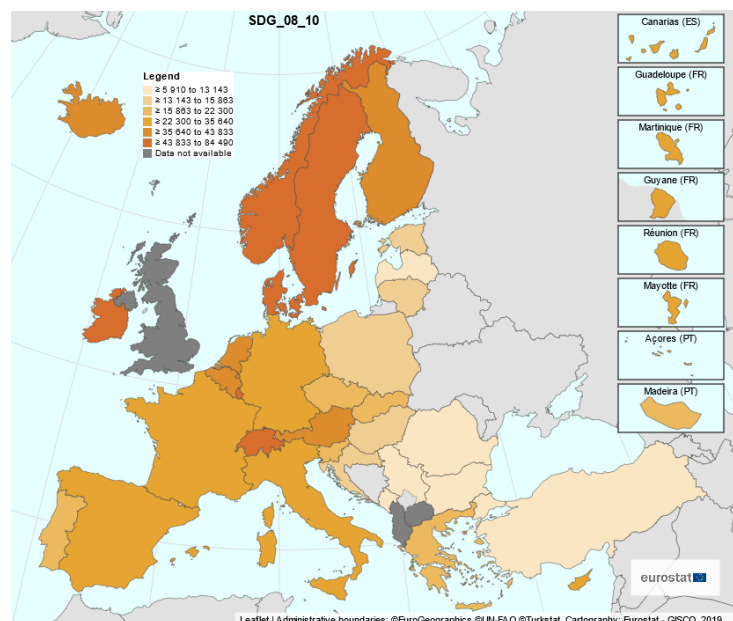 SDG_08_10
Legend
≥ 5 910 to 13 143
≥ 13 143 to 15 863
≥ 15 863 to 22 300
≥ 22 300 to 35 640
≥ 35 640 to 43 833
≥ 43 833 to 84 490
Data not available
Canarias (ES)
Guadeloupe (FR)
Martinique (FR)
Guyane (FR)
Réunion (FR)
Mayotte (FR)
Açores (PT)
Madeira (PT)
eurostat
Leaflet | Administrative boundaries: ©EuroGeographics ©UN-FAO ©Turkstat, Cartography: Eurostat - GISCO, 2019